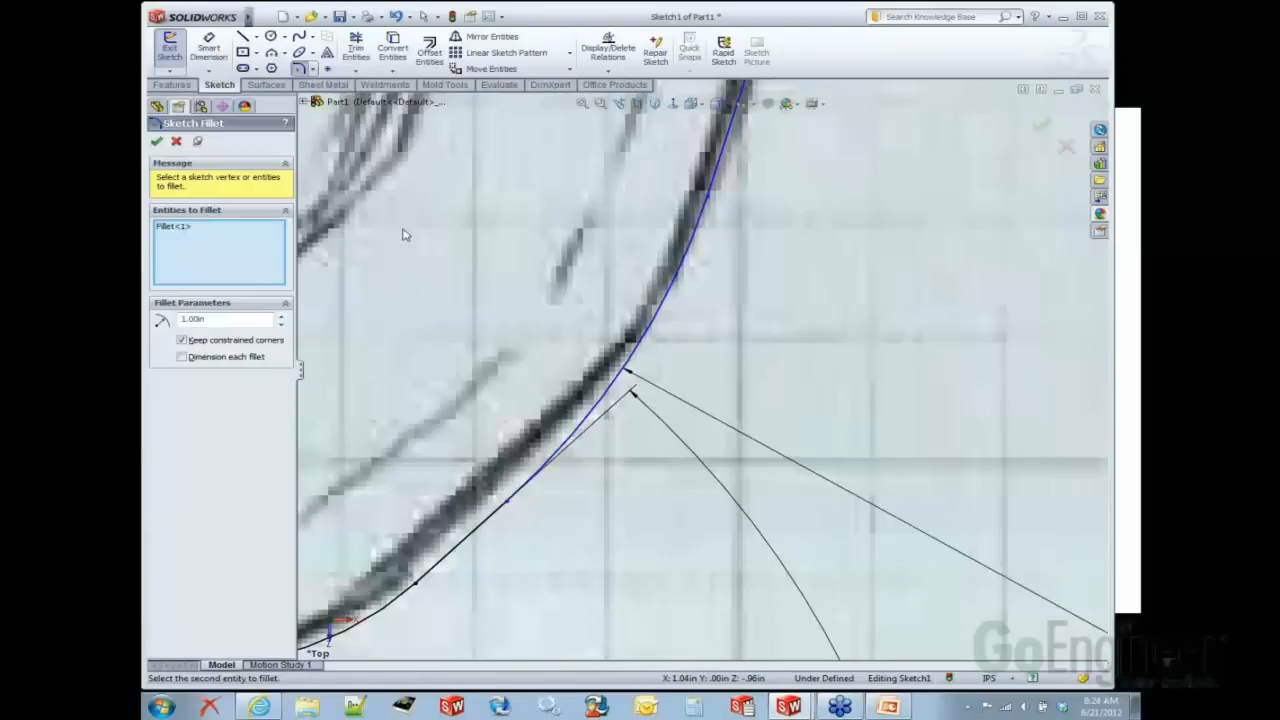 SOLIDWORKS
Sketch1 of Part1 *
Search Knowledge Base
Exit Sketch
Smart Dimension
Trim Entities
Convert Entities
Offset Entities
Mirror Entities
Linear Sketch Pattern
Move Entities
Display/Delete Relations
Repair Sketch
Quick Snaps
Rapid Sketch
Sketch Picture
Features Sketch Surfaces Sheet Metal Weldments Mold Tools Evaluate DimXpert Office Products
Part1 (Default<<Default>_...
Sketch Fillet ?
Message
Select a sketch vertex or entities
to fillet.
Entities to Fillet
Fillet<1>
Fillet Parameters
1.00in
Keep constrained corners
Dimension each fillet
*Top
GoEngineer
Model Motion Study 1
Select the second entity to fillet.
X: 1.04in Y: .00in Z: -.96in Under Defined Editing Sketch1 IPS
8:24 AM
6/21/2012